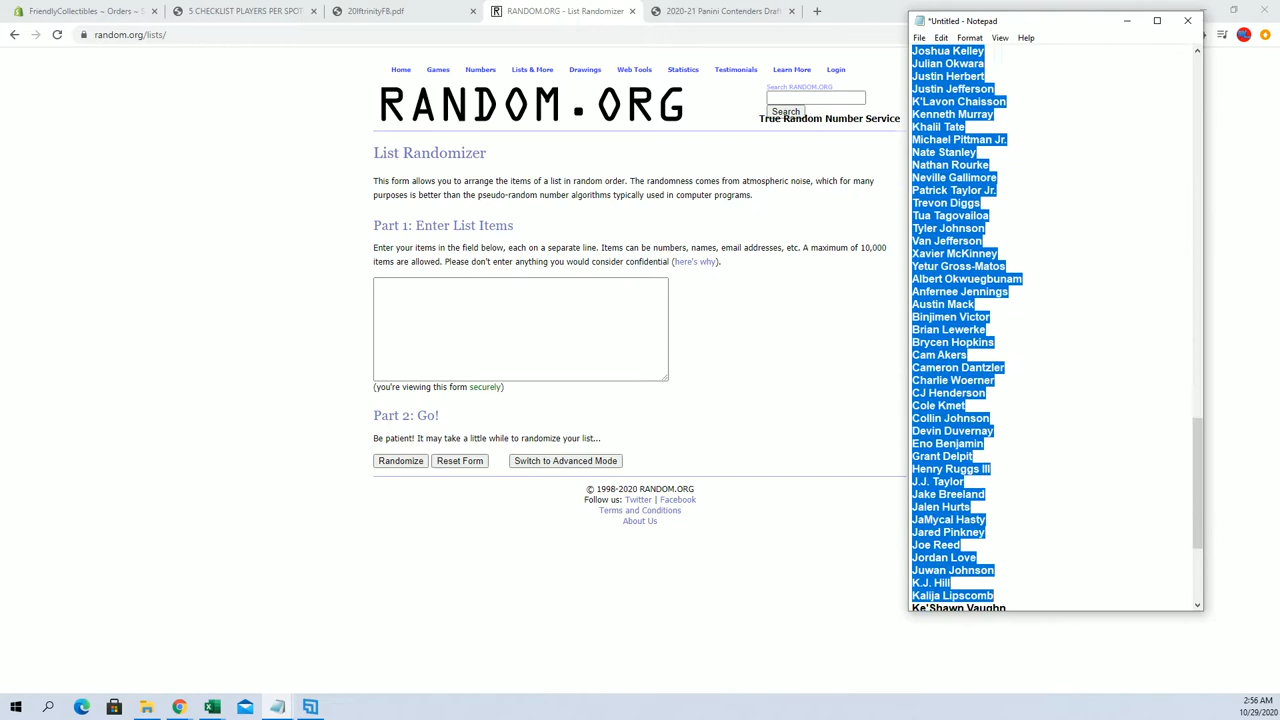 FriendlyCollectibles ~ Orders ~ S
5 CHECKLIST PLAYERS PER SPOT
20lftrinityFB.pdf
RANDOM.ORG - List Randomizer
2020-21 Panini Contenders Draft
random.org/lists/
Home Games Numbers Lists & More Drawings Web Tools Statistics Testimonials Learn More Login
RANDOM.ORG
Search RANDOM.ORG
Search
True Random Number Service
List Randomizer
This form allows you to arrange the items of a list in random order. The randomness comes from atmospheric noise, which for many
purposes is better than the pseudo-random number algorithms typically used in computer programs.
Part 1: Enter List Items
Enter your items in the field below, each on a separate line. Items can be numbers, names, email addresses, etc. A maximum of 10,000
items are allowed. Please don't enter anything you would consider confidential (here's why).
(you're viewing this form securely)
Part 2: Go!
Be patient! It may take a little while to randomize your list...
Randomize Reset Form Switch to Advanced Mode
© 1998-2020 RANDOM.ORG
Follow us: Twitter | Facebook
Terms and Conditions
About Us
*Untitled - Notepad
File Edit Format View Help
Joshua Kelley
Julian Okwara
Justin Herbert
Justin Jefferson
K'Lavon Chaisson
Kenneth Murray
Khalil Tate
Michael Pittman Jr.
Nate Stanley
Nathan Rourke
Neville Gallimore
Patrick Taylor Jr.
Trevon Diggs
Tua Tagovailoa
Tyler Johnson
Van Jefferson
Xavier McKinney
Yetur Gross-Matos
Albert Okwuegbunam
Anfernee Jennings
Austin Mack
Binjimen Victor
Brian Lewerke
Brycen Hopkins
Cam Akers
Cameron Dantzler
Charlie Woerner
CJ Henderson
Cole Kmet
Collin Johnson
Devin Duvernay
Eno Benjamin
Grant Delpit
Henry Ruggs III
J.J. Taylor
Jake Breeland
Jalen Hurts
JaMycal Hasty
Jared Pinkney
Joe Reed
Jordan Love
Juwan Johnson
K.J. Hill
Kalija Lipscomb
Ke'Shawn Vaughn
2:56 AM
10/29/2020